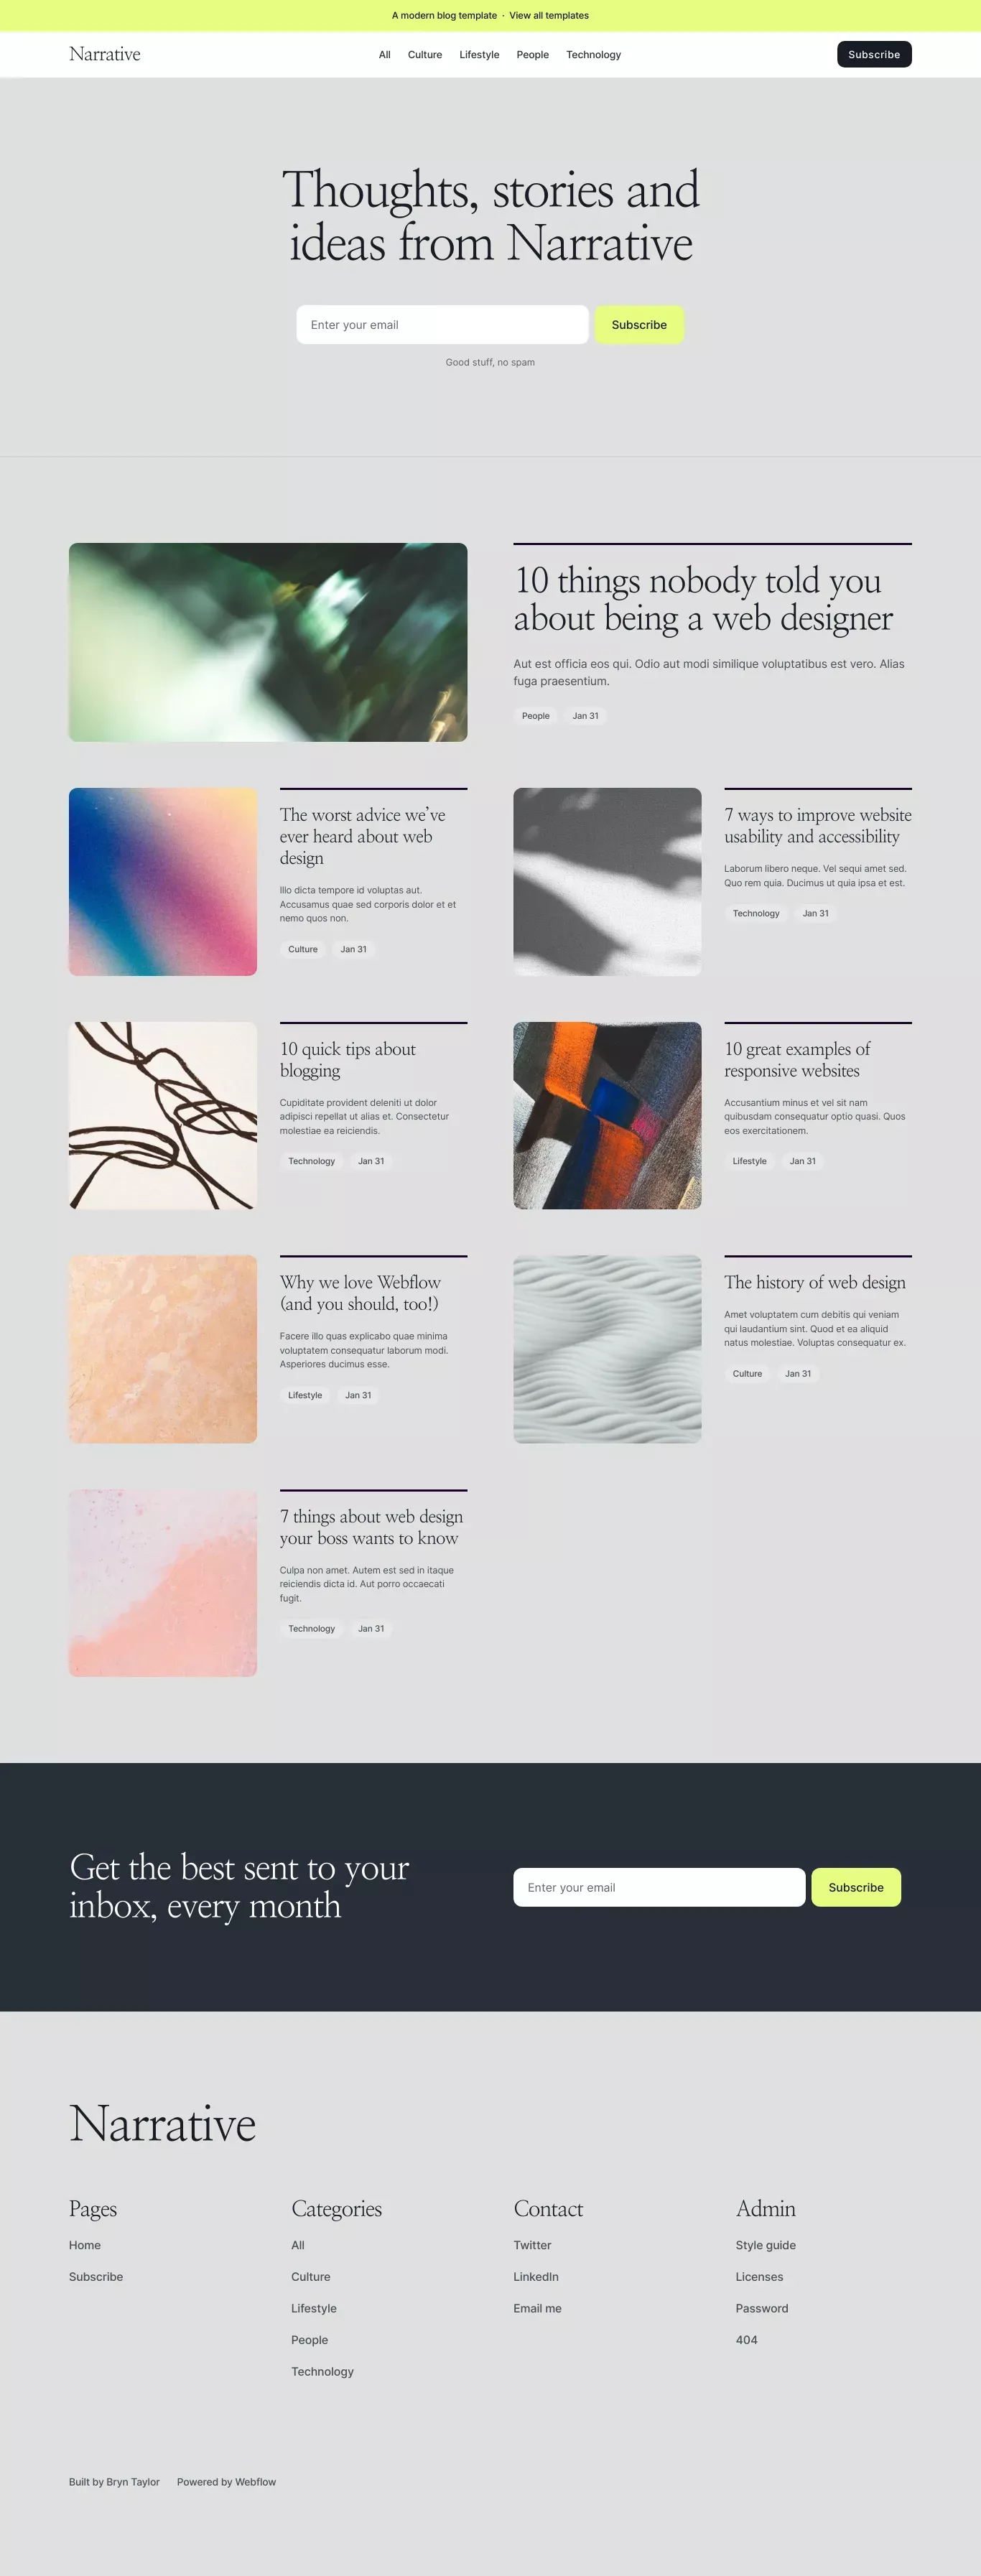 A modern blog template · View all templates
Narrative
All Culture Lifestyle People Technology
Subscribe
Thoughts, stories and
ideas from Narrative
Enter your email
Subscribe
Good stuff, no spam
10 things nobody told you
about being a web designer
Aut est officia eos qui. Odio aut modi similique voluptatibus est vero. Alias
fuga praesentium.
People Jan 31
The worst advice we've
ever heard about web
design
Illo dicta tempore id voluptas aut.
Accusamus quae sed corporis dolor et et
nemo quos non.
Culture Jan 31
7 ways to improve website
usability and accessibility
Laborum libero neque. Vel sequi amet sed.
Quo rem quia. Ducimus ut quia ipsa et est.
Technology Jan 31
10 quick tips about
blogging
Cupiditate provident deleniti ut dolor
adipisci repellat ut alias et. Consectetur
molestiae ea reiciendis.
Technology Jan 31
10 great examples of
responsive websites
Accusantium minus et vel sit nam
quibusdam consequatur optio quasi. Quos
eos exercitationem.
Lifestyle Jan 31
Why we love Webflow
(and you should, too!)
Facere illo quas explicabo quae minima
voluptatem consequatur laborum modi.
Asperiores ducimus esse.
Lifestyle Jan 31
The history of web design
Amet voluptatem cum debitis qui veniam
qui laudantium sint. Quod et ea aliquid
natus molestiae. Voluptas consequatur ex.
Culture Jan 31
7 things about web design
your boss wants to know
Culpa non amet. Autem est sed in itaque
reiciendis dicta id. Aut porro occaecati
fugit.
Technology Jan 31
Get the best sent to your
inbox, every month
Enter your email
Subscribe
Narrative
Pages
Home
Subscribe
Categories
All
Culture
Lifestyle
People
Technology
Contact
Twitter
LinkedIn
Email me
Admin
Style guide
Licenses
Password
404
Built by Bryn Taylor Powered by Webflow